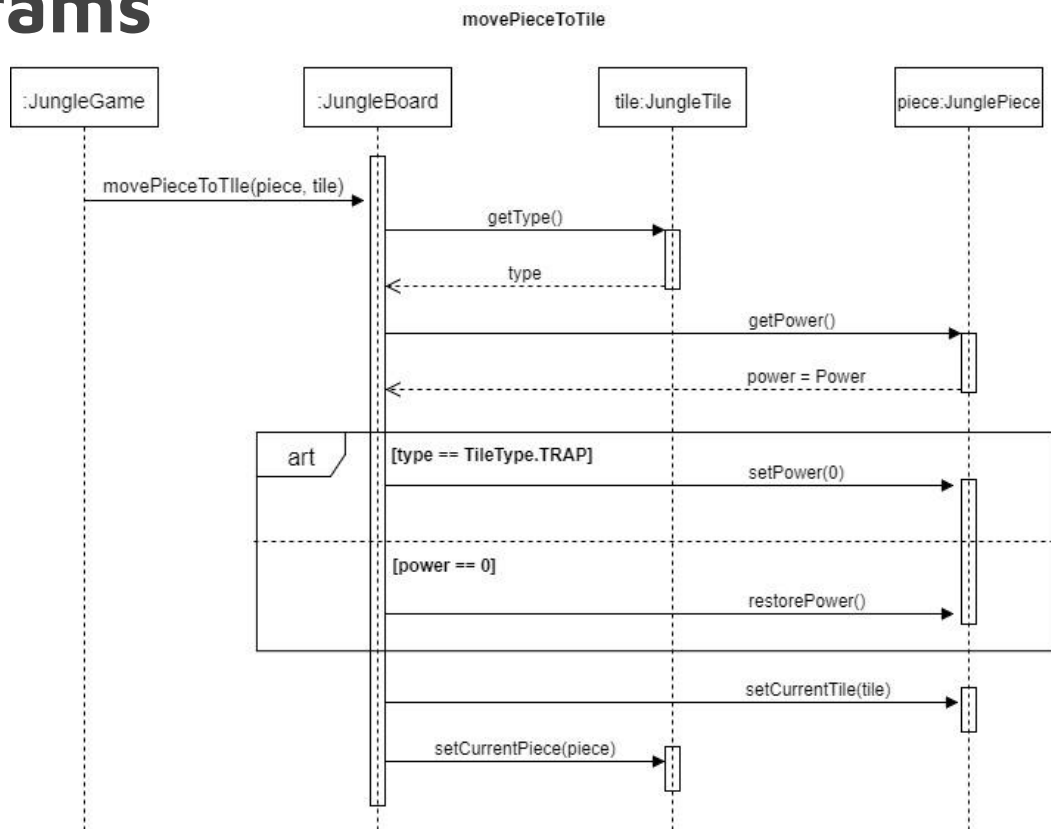 rams
movePieceToTile
:JungleGame
:JungleBoard
tile:JungleTile
piece:JunglePiece
movePieceToTIle(piece, tile)
getType()
type
getPower()
power = Power
art
[type == TileType.TRAP]
setPower(0)
[power == 0]
restorePower()
setCurrentTile(tile)
setCurrentPiece(piece)